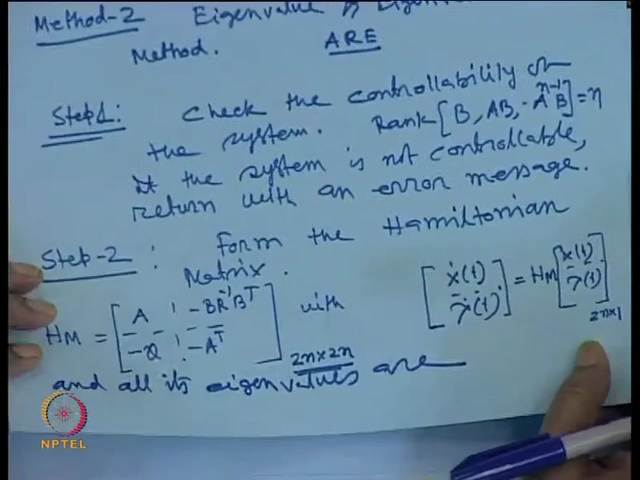 Method-2 Eigenvalue &
Method. ARE
Step1: Check the controllability of
the system. Rank[B, AB, · · A^{n-1}B] = n
If the system is not controllable,
return with an error message.
Step-2 : Form the Hamiltonian
Matrix.
HM = [A -BR^{-1}B^T; -Q -A^T] 2n×2n with [ẋ(t); λ̇(t)] = HM [x(t); λ(t)] 2n×1
and all its eigenvalues are
NPTEL